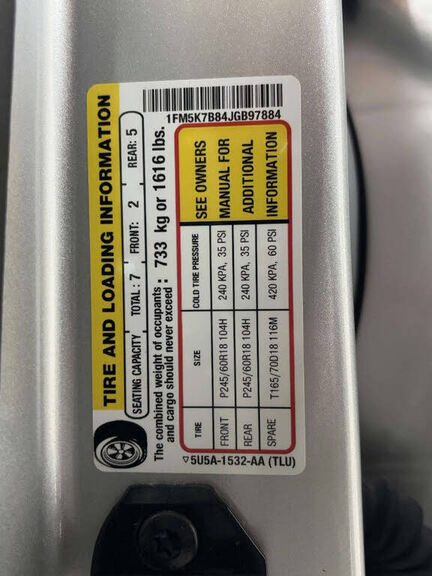 TIRE AND LOADING INFORMATION
SEATING CAPACITY TOTAL: 7 FRONT: 2 REAR: 5
The combined weight of occupants
and cargo should never exceed : 733 kg or 1616 lbs.
TIRE SIZE COLD TIRE PRESSURE SEE OWNERS
FRONT P245/60R18 104H 240 KPA, 35 PSI MANUAL FOR
REAR P245/60R18 104H 240 KPA, 35 PSI ADDITIONAL
SPARE T165/70D18 116M 420 KPA, 60 PSI INFORMATION
▽5U5A-1532-AA (TLU)
1FM5K7B84JGB97884